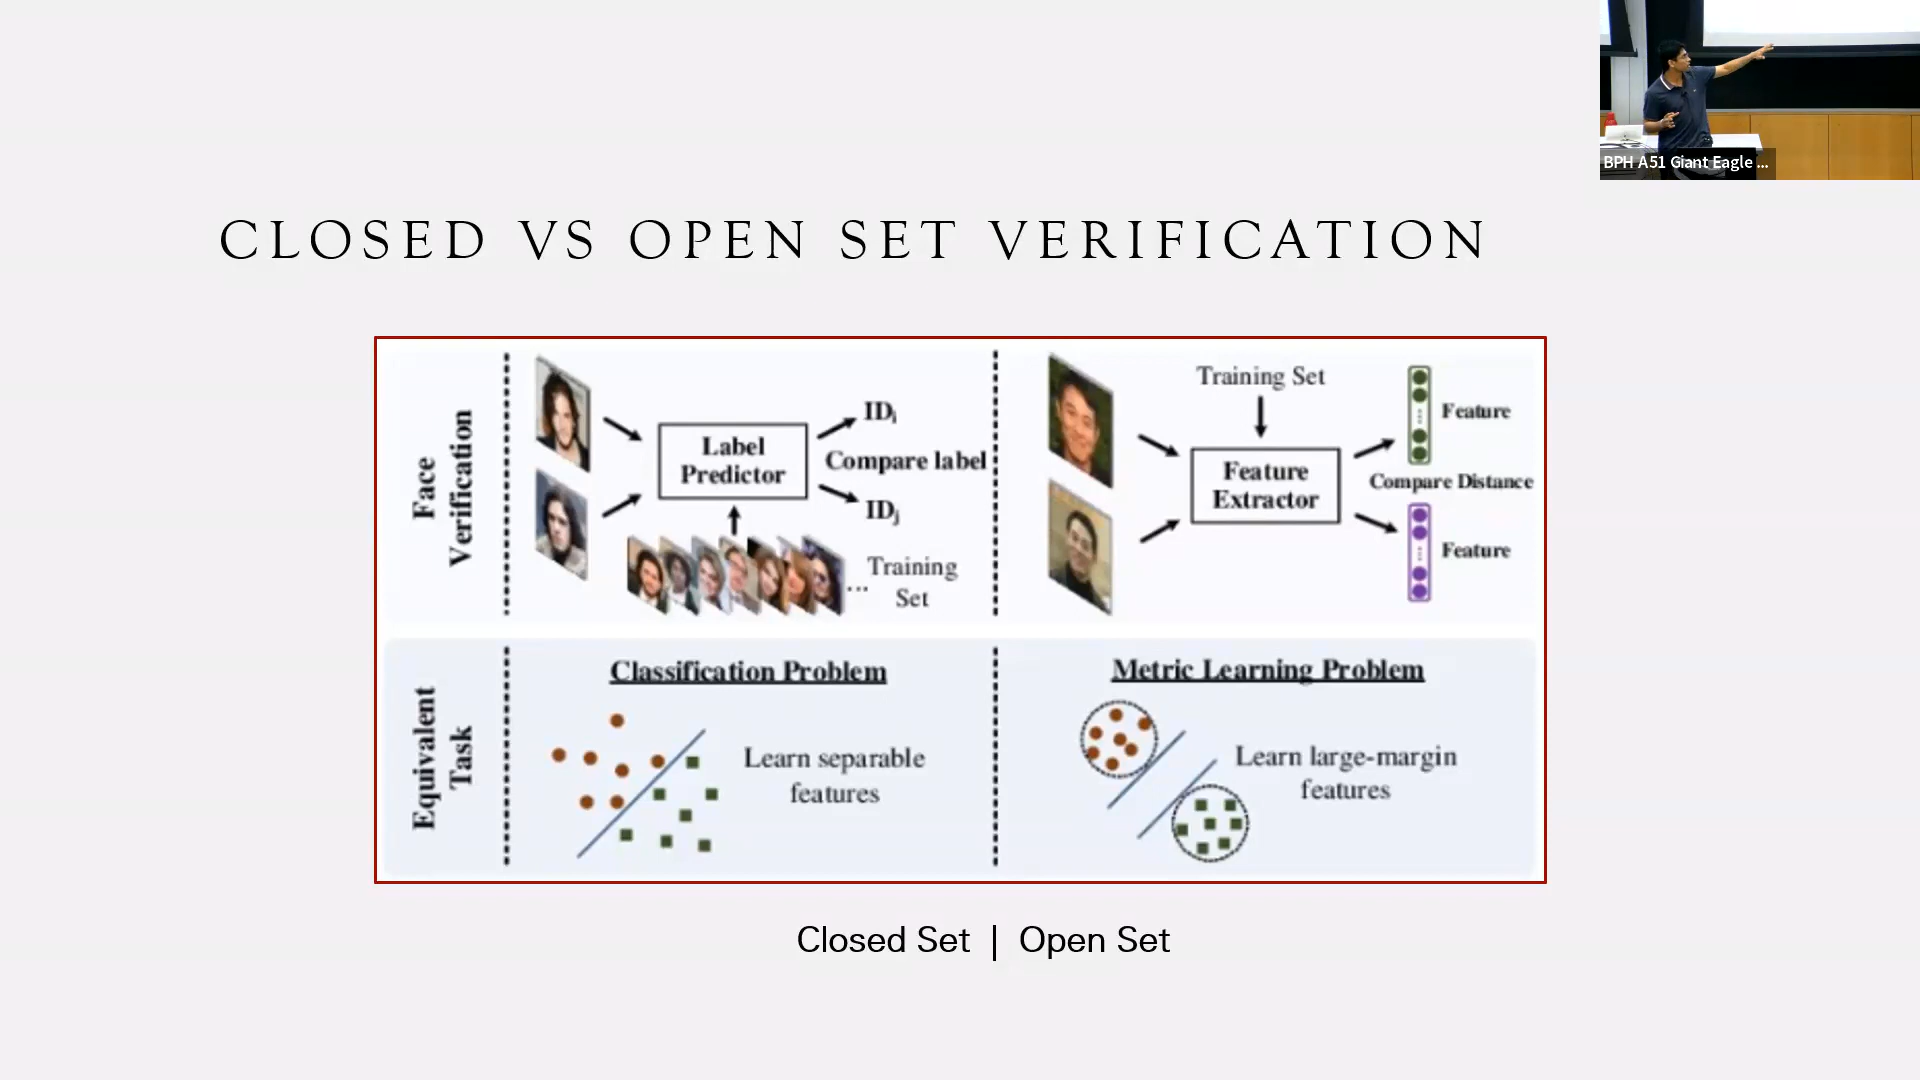 BPH A51 Giant Eagle ...
CLOSED VS OPEN SET VERIFICATION
Face
Verification
Label
Predictor
IDi
Compare label
IDj
... Training
Set
Training Set
Feature
Extractor
Feature
Compare Distance
Feature
Equivalent
Task
Classification Problem
Learn separable
features
Metric Learning Problem
Learn large-margin
features
Closed Set | Open Set